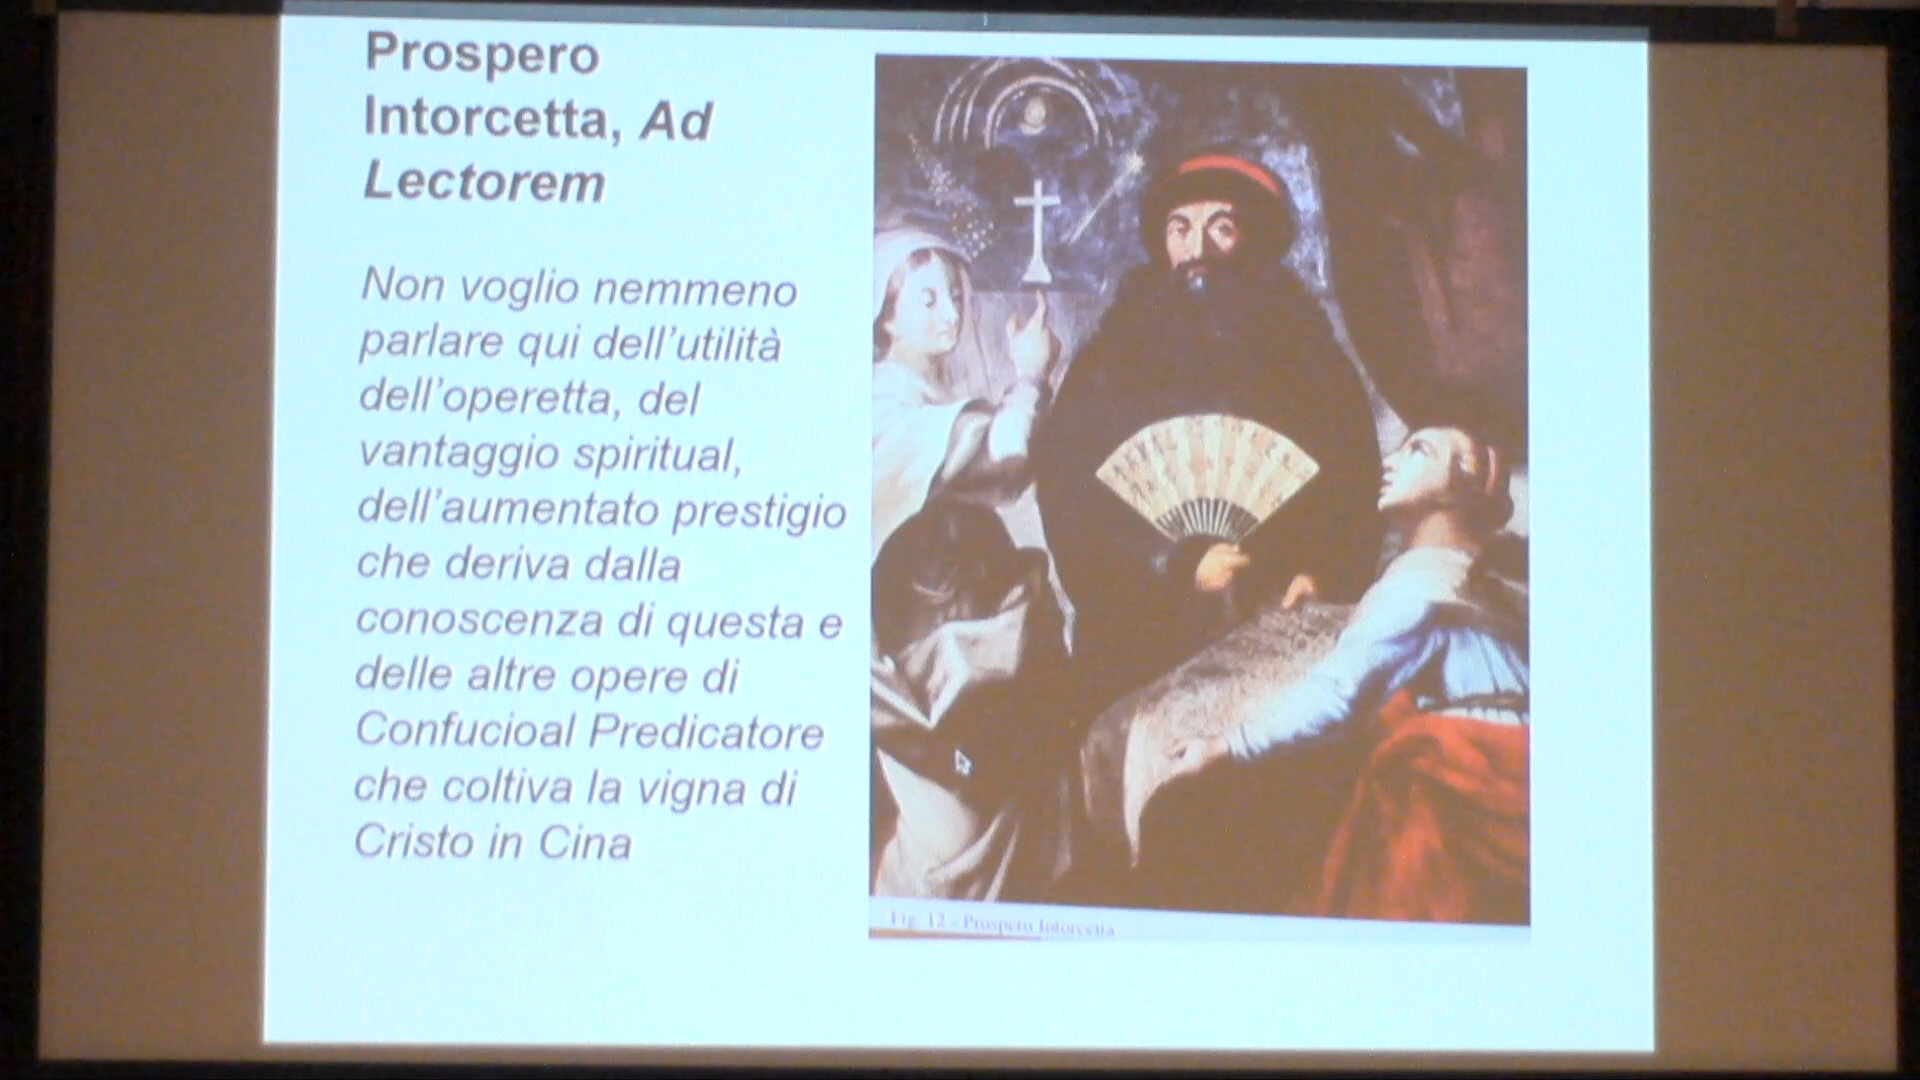 Prospero
Intorcetta, Ad
Lectorem
Non voglio nemmeno
parlare qui dell'utilità
dell'operetta, del
vantaggio spiritual,
dell'aumentato prestigio
che deriva dalla
conoscenza di questa e
delle altre opere di
Confucioal Predicatore
che coltiva la vigna di
Cristo in Cina
Fig. 12 - Prospero Intorcetta